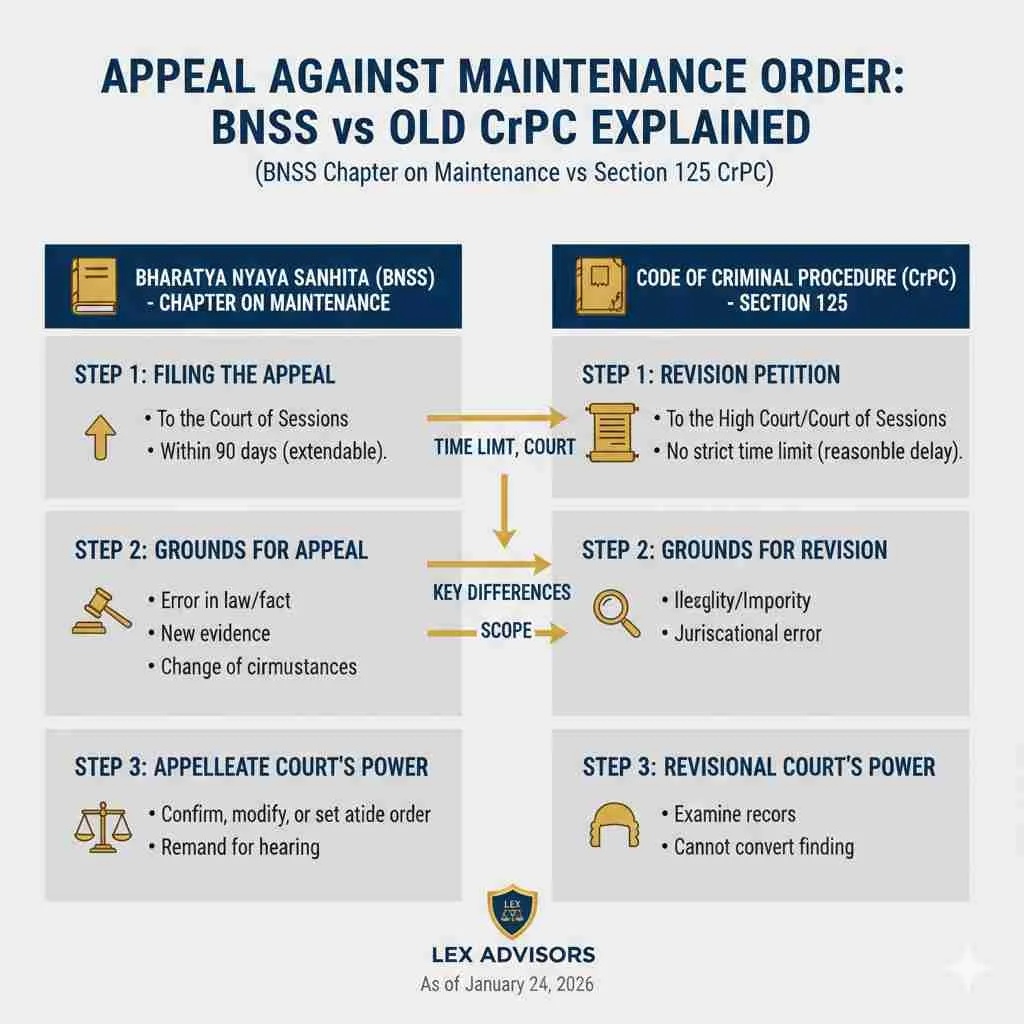 APPEAL AGAINST MAINTENANCE ORDER:
BNSS vs OLD CrPC EXPLAINED
(BNSS Chapter on Maintenance vs Section 125 CrPC)
BHARATYA NYAYA SANHITA (BNSS)
- CHAPTER ON MAINTENANCE
STEP 1: FILING THE APPEAL
• To the Court of Sessions
• Within 90 days (extendable).
STEP 2: GROUNDS FOR APPEAL
• Error in law/fact
• New evidence
• Change of cirmustances
STEP 3: APPELLEATE COURT'S POWER
• Confirm, modify, or set atide order
• Remand for hearing
TIME LIMT, COURT
KEY DIFFERENCES
SCOPE
CODE OF CRIMINAL PROCEDURE (CrPC)
- SECTION 125
STEP 1: REVISION PETITION
• To the High Court/Court of Sessions
• No strict time limit (reasonble delay).
STEP 2: GROUNDS FOR REVISION
• Juriscational error
STEP 3: REVISIONAL COURT'S POWER
• Examine recors
• Cannot convert finding
LEX
LEX ADVISORS
As of January 24, 2026